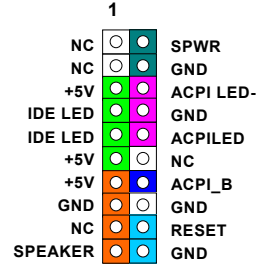 1
NC SPWR
NC GND
+5V ACPI LED-
IDE LED GND
IDE LED ACPILED
+5V NC
+5V ACPI_B
GND GND
NC RESET
SPEAKER GND